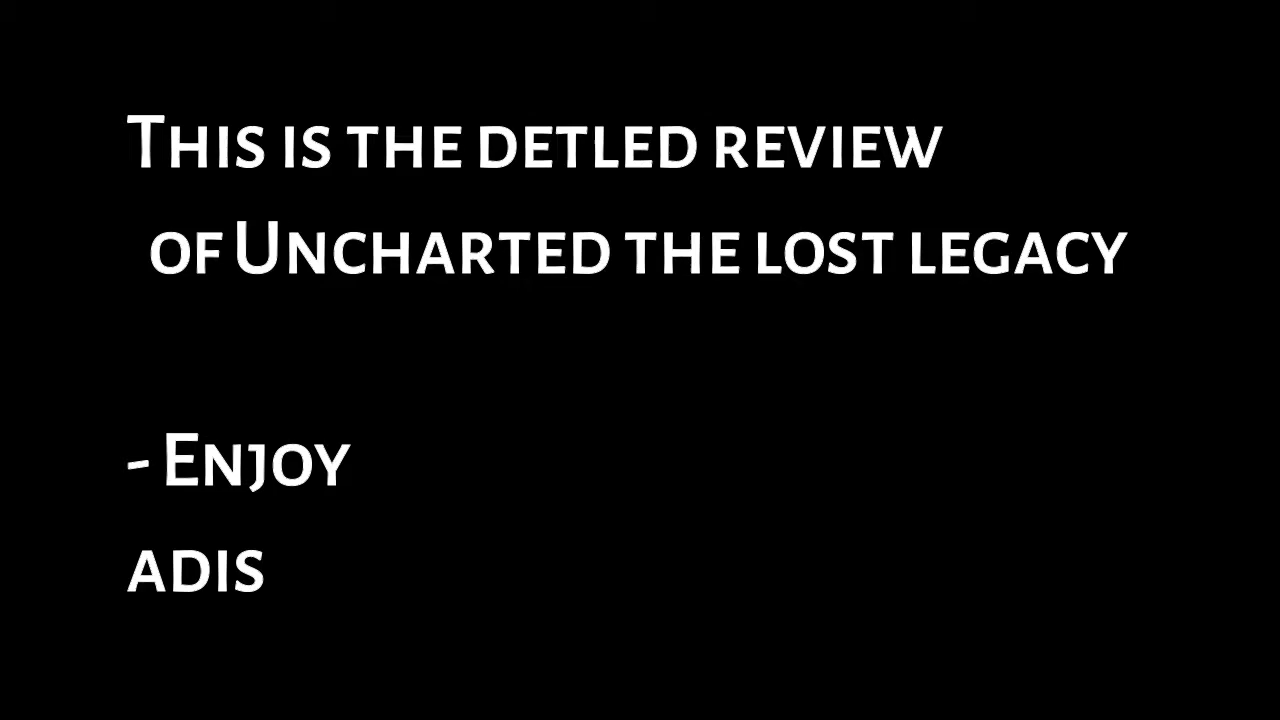 This is the detled review
of Uncharted the lost legacy
- Enjoy
adis